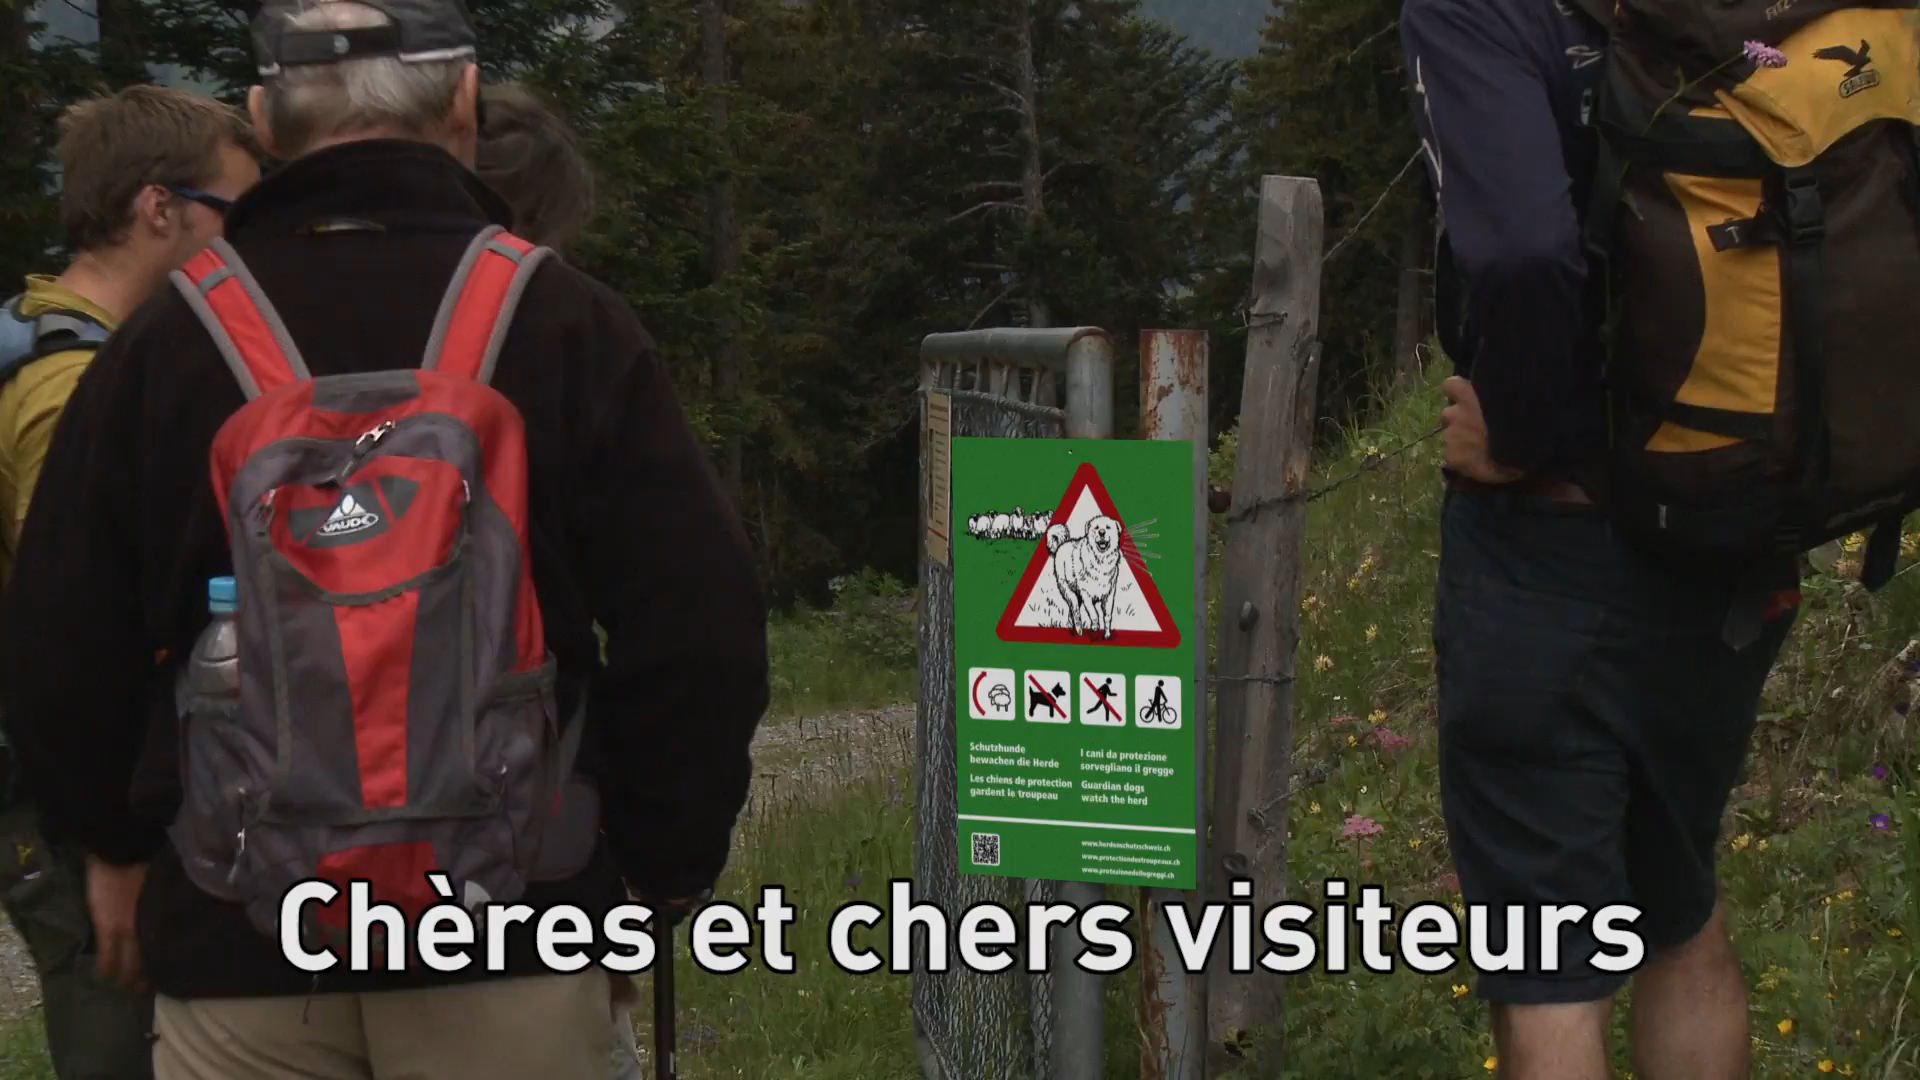 SALEWA
VAUDE
Schutzhunde
bewachen die Herde
Les chiens de protection
gardent le troupeau
I cani da protezione
sorvegliano il gregge
Guardian dogs
watch the herd
www.herdenschutzschweiz.ch
www.protectiondestroupeaux.ch
www.protezionedellegreggi.ch
Chères et chers visiteurs